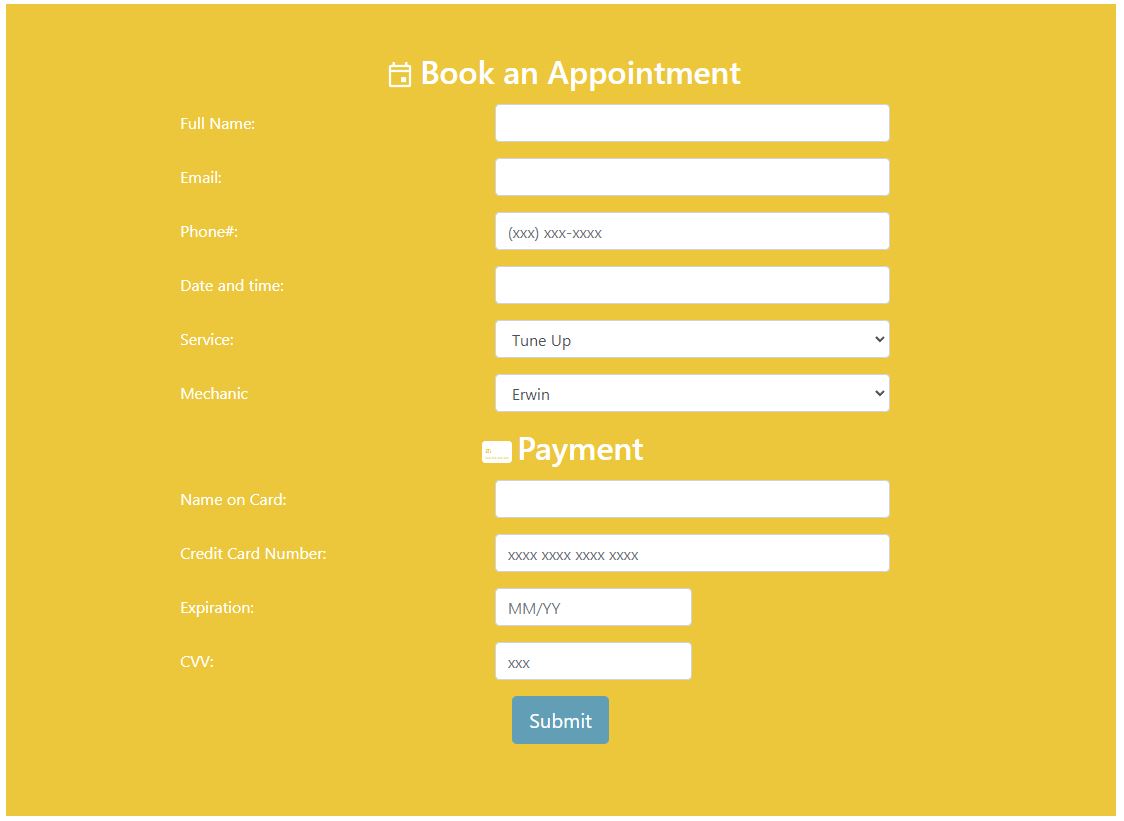 Book an Appointment
Full Name:
Email:
Phone#: (xxx) xxx-xxxx
Date and time:
Service: Tune Up
Mechanic Erwin
Payment
Name on Card:
Credit Card Number: xxxx xxxx xxxx xxxx
Expiration: MM/YY
CVV: xxx
Submit